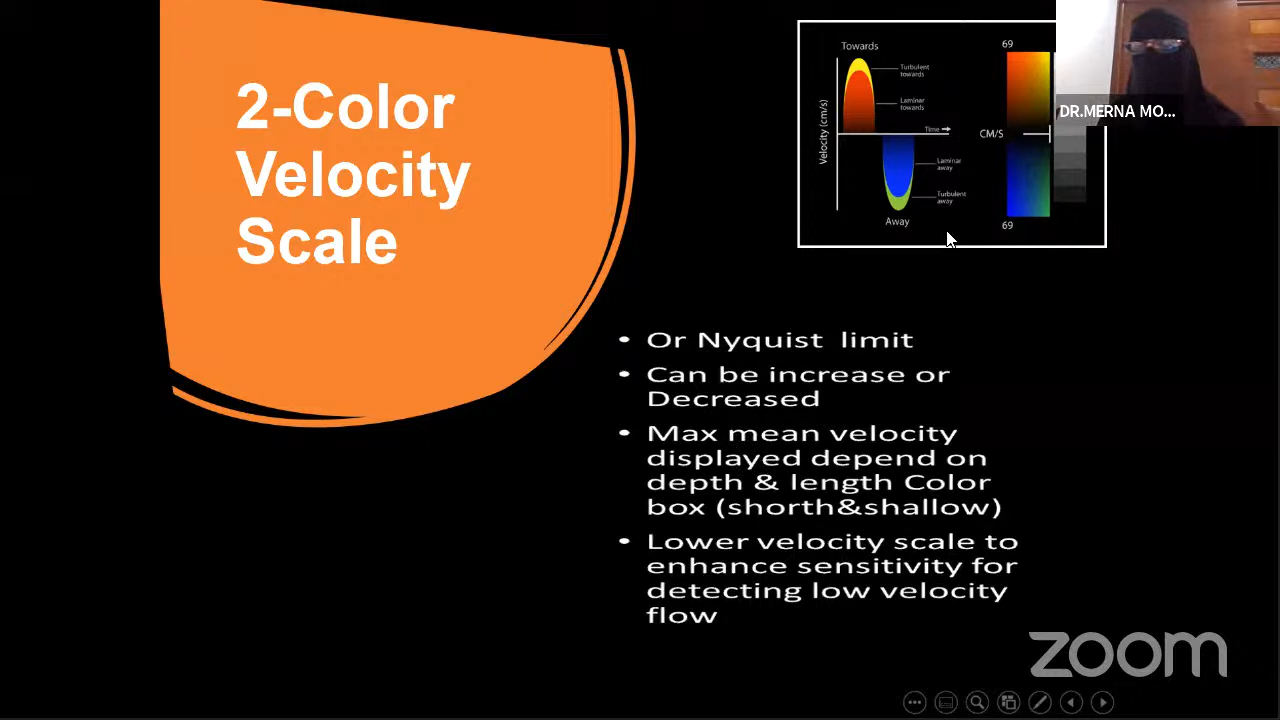 2-Color
Velocity
Scale
Towards
Turbulent
towards
Laminar
towards
Velocity (cm/s)
Time
Laminar
away
Turbulent
away
Away
69
CM/S
69
DR.MERNA MO...
• Or Nyquist limit
• Can be increase or
Decreased
• Max mean velocity
displayed depend on
depth & length Color
box (shorth&shallow)
• Lower velocity scale to
enhance sensitivity for
detecting low velocity
flow
zoom